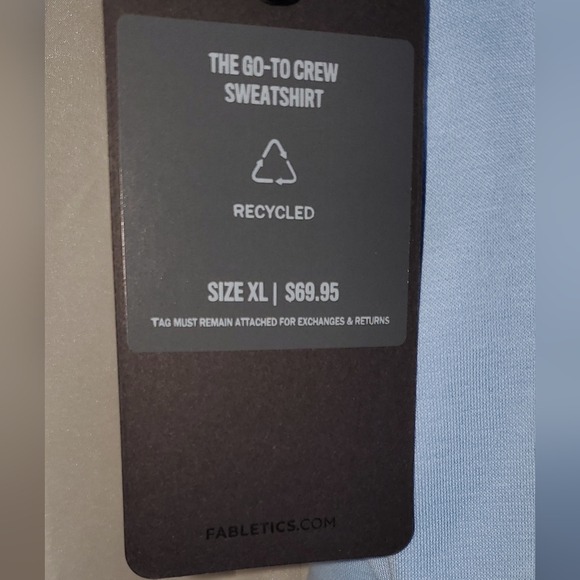 THE GO-TO CREW
SWEATSHIRT
RECYCLED
SIZE XL | $69.95
TAG MUST REMAIN ATTACHED FOR EXCHANGES & RETURNS
FABLETICS.COM